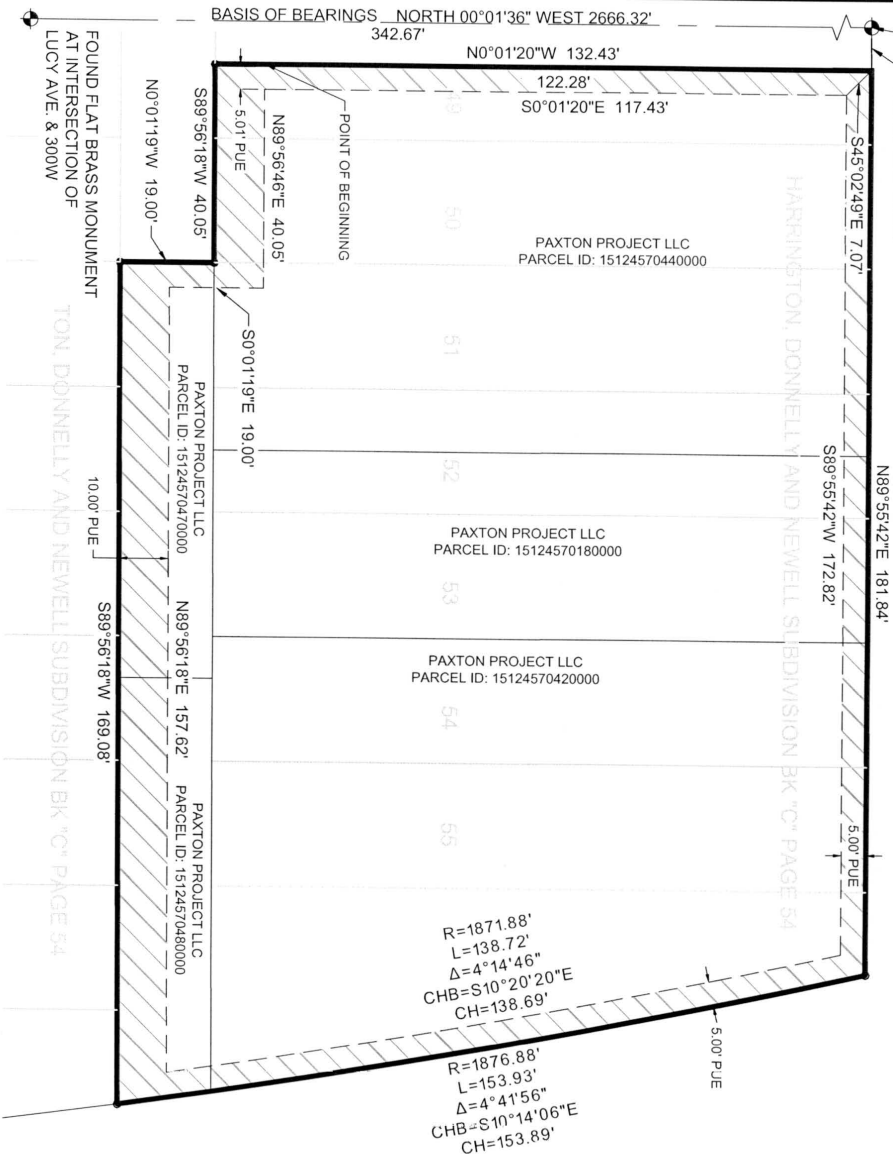 BASIS OF BEARINGS NORTH 00°01'36" WEST 2666.32'
342.67'
N0°01'20"W 132.43'
122.28'
S0°01'20"E 117.43'
S45°02'49"E 7.07'
N89°55'42"E 181.84'
S89°55'42"W 172.82'
5.00' PUE
HARRINGTON, DONNELLY AND NEWELL SUBDIVISION BK "C" PAGE 54
POINT OF BEGINNING
N89°56'46"E 40.05'
5.01' PUE
S89°56'18"W 40.05'
N0°01'19"W 19.00'
FOUND FLAT BRASS MONUMENT
AT INTERSECTION OF
LUCY AVE. & 300W
S0°01'19"E 19.00'
49
50
51
52
53
54
55
PAXTON PROJECT LLC
PARCEL ID: 15124570440000
PAXTON PROJECT LLC
PARCEL ID: 15124570180000
PAXTON PROJECT LLC
PARCEL ID: 15124570420000
PAXTON PROJECT LLC
PARCEL ID: 15124570470000
10.00' PUE
N89°56'18"E 157.62'
S89°56'18"W 169.08'
PAXTON PROJECT LLC
PARCEL ID: 15124570480000
TON, DONNELLY AND NEWELL SUBDIVISION BK "C" PAGE 54
R=1871.88'
L=138.72'
Δ=4°14'46"
CHB=S10°20'20"E
CH=138.69'
5.00' PUE
R=1876.88'
L=153.93'
Δ=4°41'56"
CHB=S10°14'06"E
CH=153.89'